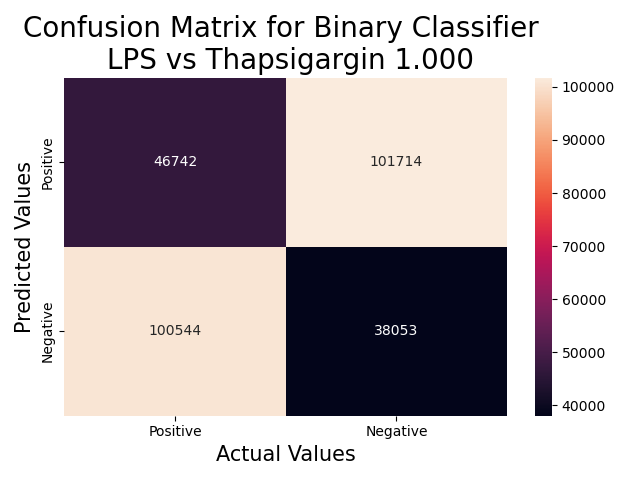 Confusion Matrix for Binary Classifier
LPS vs Thapsigargin 1.000
Predicted Values
Positive
Negative
46742
101714
100544
38053
Positive
Negative
Actual Values
100000
90000
80000
70000
60000
50000
40000